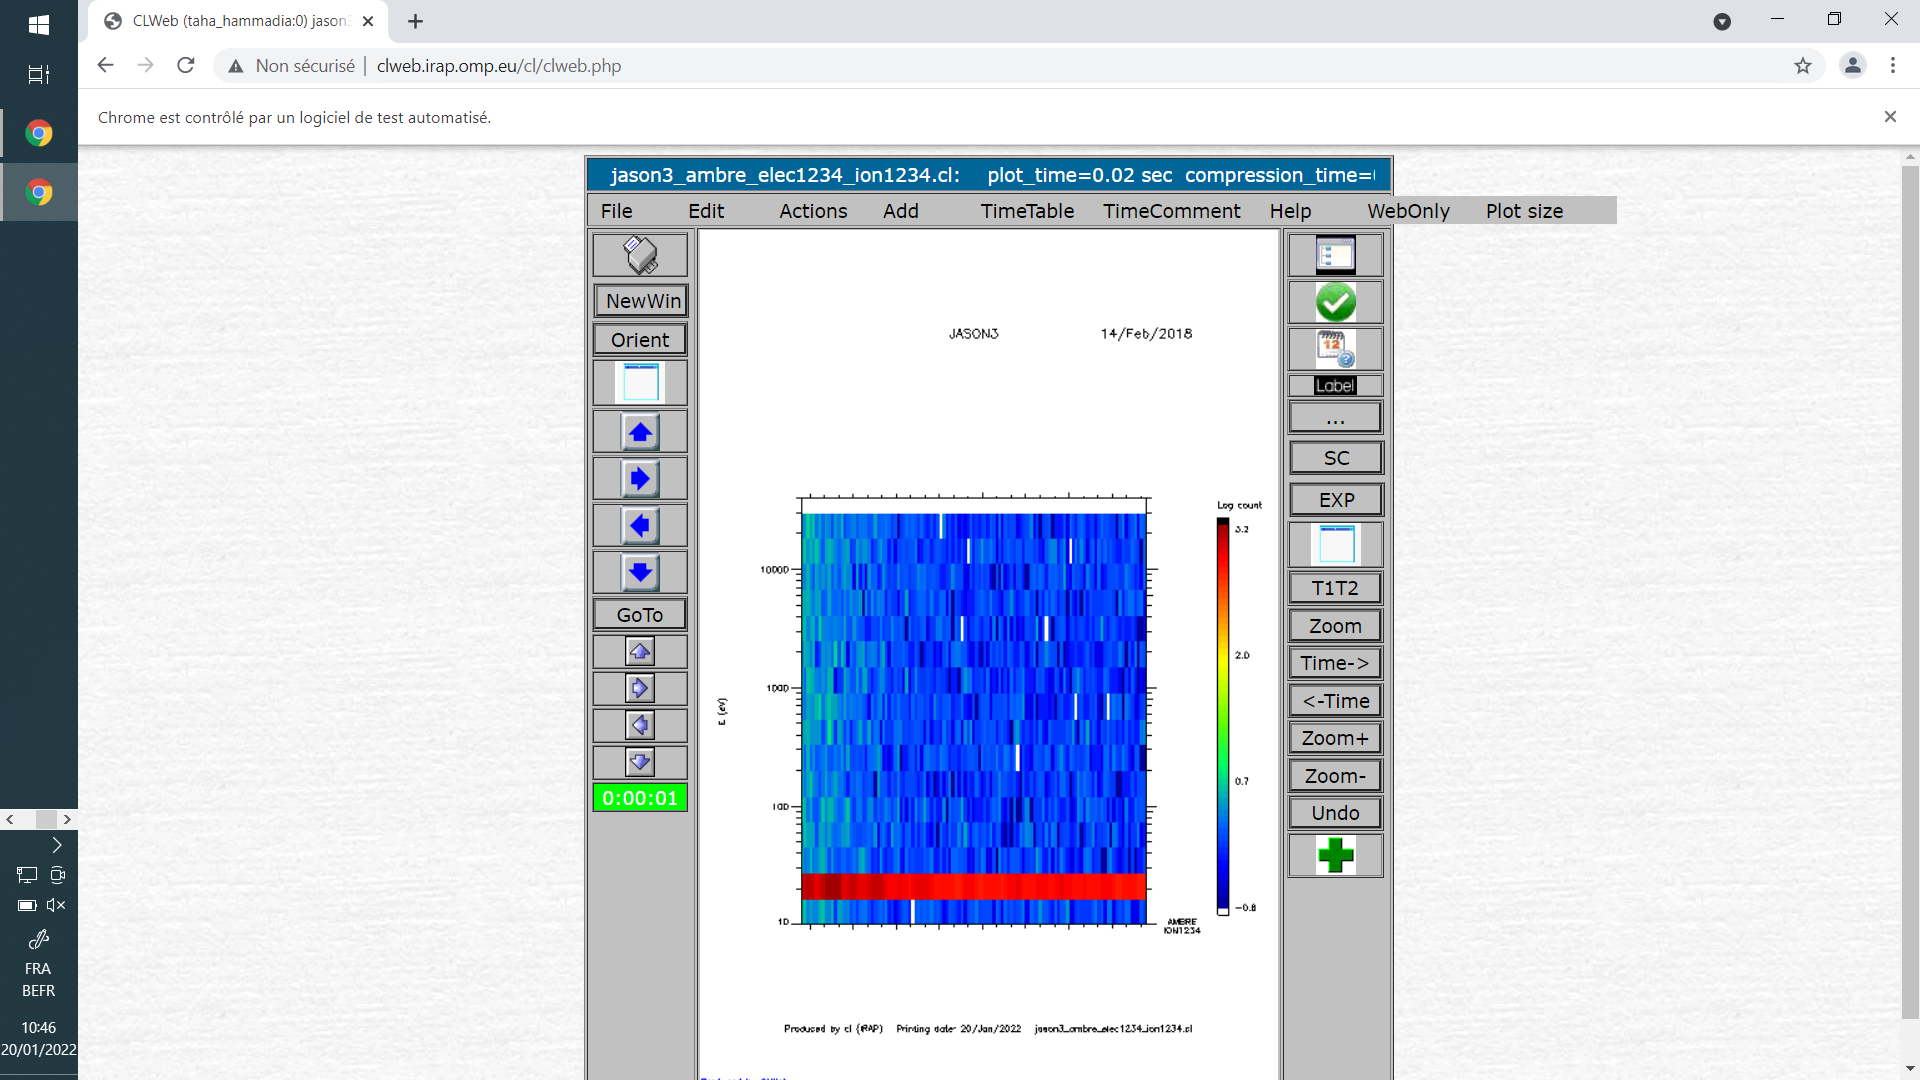 CLWeb (taha_hammadia:0) jason3
Non sécurisé | clweb.irap.omp.eu/cl/clweb.php
Chrome est contrôlé par un logiciel de test automatisé.
jason3_ambre_elec1234_ion1234.cl: plot_time=0.02 sec compression_time=
File Edit Actions Add TimeTable TimeComment Help WebOnly Plot size
NewWin
Orient
GoTo
0:00:01
JASON3 14/Feb/2018
Log count
3.2
2.0
0.7
-0.8
E (eV)
10000
1000
100
10
AMBRE
ION1234
Produced by cl (IRAP) Printing date: 20/Jan/2022 jason3_ambre_elec1234_ion1234.cl
12
Label
...
SC
EXP
T1T2
Zoom
Time->
<-Time
Zoom+
Zoom-
Undo
FRA
BEFR
10:46
20/01/2022